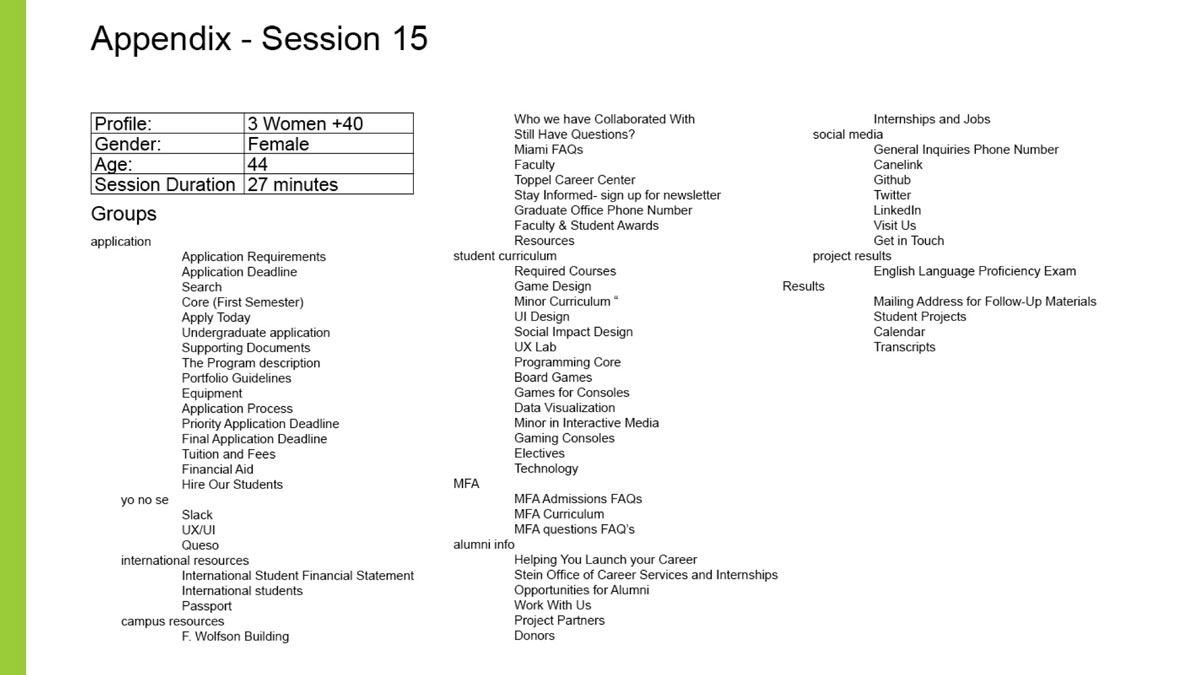 Appendix - Session 15
Profile: 3 Women +40
Gender: Female
Age: 44
Session Duration 27 minutes
Groups
application
Application Requirements
Application Deadline
Search
Core (First Semester)
Apply Today
Undergraduate application
Supporting Documents
The Program description
Portfolio Guidelines
Equipment
Application Process
Priority Application Deadline
Final Application Deadline
Tuition and Fees
Financial Aid
Hire Our Students
yo no se
Slack
UX/UI
Queso
international resources
International Student Financial Statement
International students
Passport
campus resources
F. Wolfson Building
Who we have Collaborated With
Still Have Questions?
Miami FAQs
Faculty
Toppel Career Center
Stay Informed- sign up for newsletter
Graduate Office Phone Number
Faculty & Student Awards
Resources
student curriculum
Required Courses
Game Design
Minor Curriculum “
UI Design
Social Impact Design
UX Lab
Programming Core
Board Games
Games for Consoles
Data Visualization
Minor in Interactive Media
Gaming Consoles
Electives
Technology
MFA
MFA Admissions FAQs
MFA Curriculum
MFA questions FAQ’s
alumni info
Helping You Launch your Career
Stein Office of Career Services and Internships
Opportunities for Alumni
Work With Us
Project Partners
Donors
Internships and Jobs
social media
General Inquiries Phone Number
Canelink
Github
Twitter
LinkedIn
Visit Us
Get in Touch
project results
English Language Proficiency Exam
Results
Mailing Address for Follow-Up Materials
Student Projects
Calendar
Transcripts